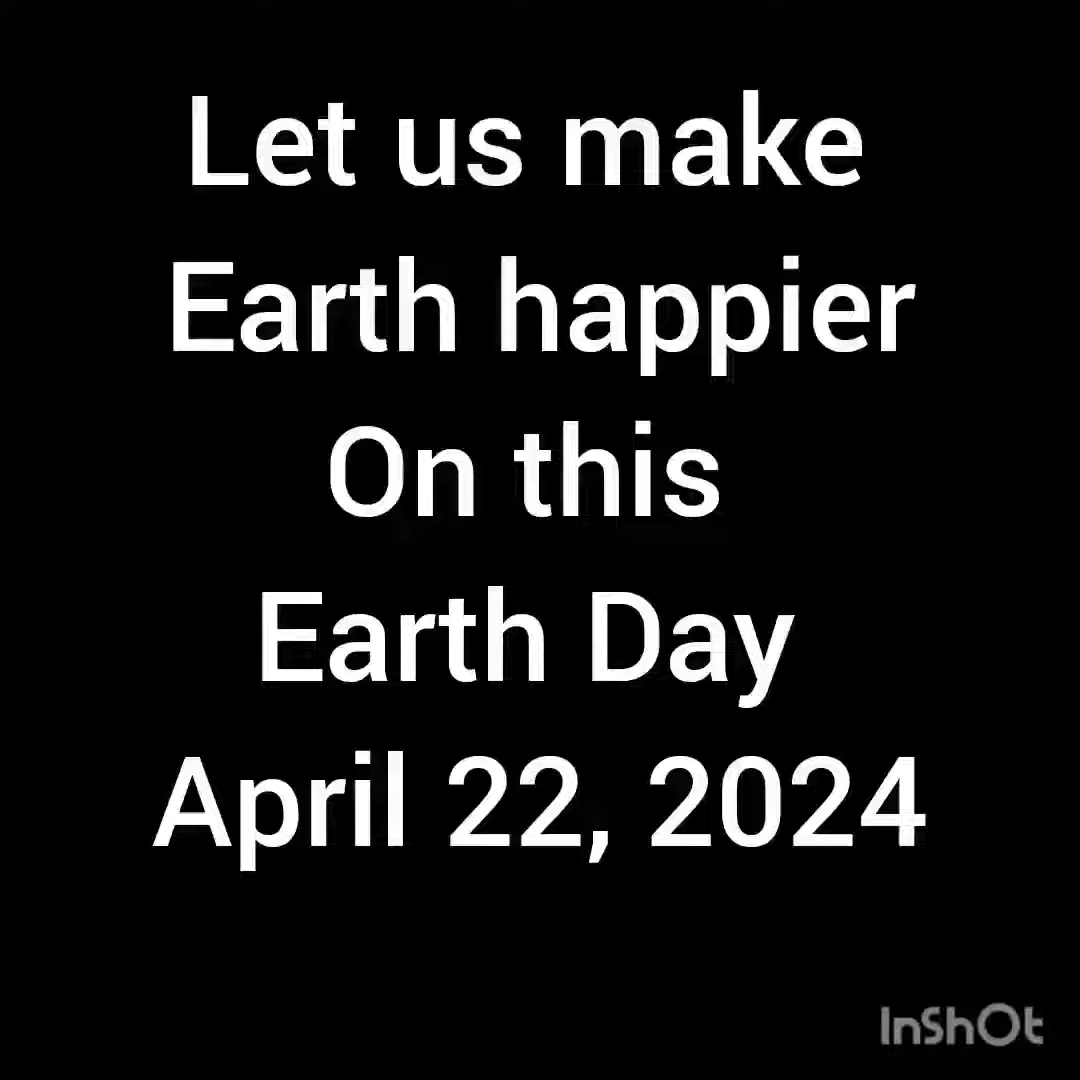 Let us make
Earth happier
On this
Earth Day
April 22, 2024
InShOt